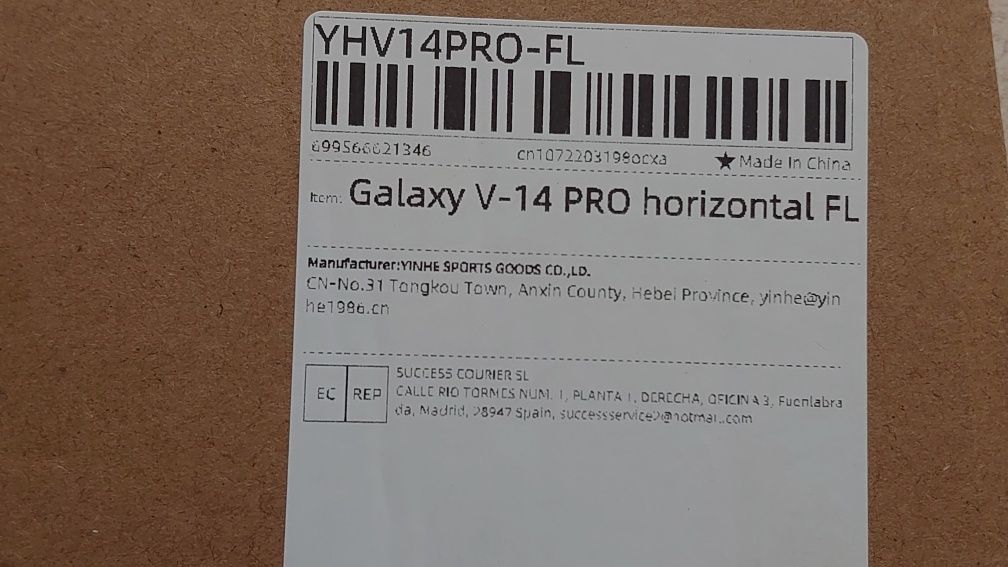 YHV14PRO-FL
699566621346 cn1072203198ocxa ★Made In China
Item: Galaxy V-14 PRO horizontal FL
Manufacturer:YINHE SPORTS GOODS CO.,LD.
CN-No.31 Tongkou Town, Anxin County, Hebei Province, yinhe@yin
he1986.cn
EC REP
SUCCESS COURIER SL
CALLE RIO TORMES NUM. 1, PLANTA 1, DERECHA, OFICINA 3, Fuenlabra
da, Madrid, 28947 Spain, successservice2@hotmail.com